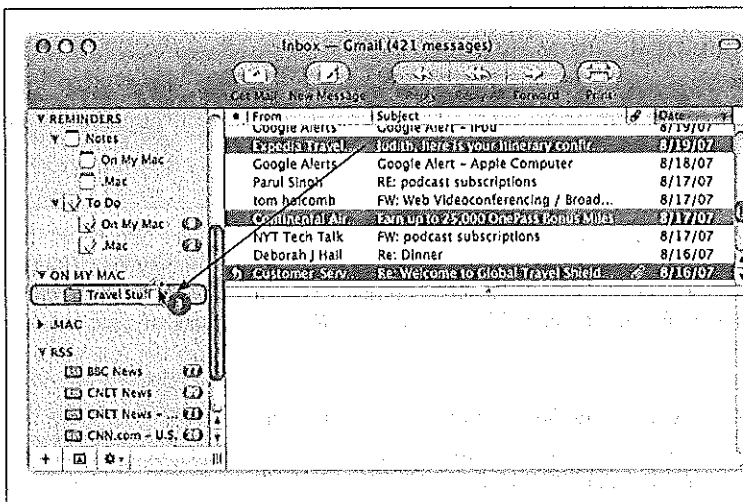 Inbox — Gmail (421 messages)
Get Mail New Message Reply Reply All Forward Print
From Subject Date
Google Alerts Google Alert – iPod 8/19/07
Expedia Travel. Judith, here is your itinerary confir... 8/19/07
Google Alerts Google Alert – Apple Computer 8/18/07
Parul Singh RE: podcast subscriptions 8/17/07
tom halcomb FW: Web Videoconferencing / Broad... 8/17/07
Continental Air. Earn up to 25,000 OnePass Bonus Miles 8/17/07
NYT Tech Talk FW: podcast subscriptions 8/17/07
Deborah J Hail Re: Dinner 8/16/07
Customer-Serv. Re: Welcome to Global Travel Shield 8/16/07
REMINDERS
Notes
On My Mac
.Mac
To Do
On My Mac
.Mac
ON MY MAC
Travel Stuff
.MAC
RSS
BBC News
CNET News
CNET News – ...
CNN.com – U.S.